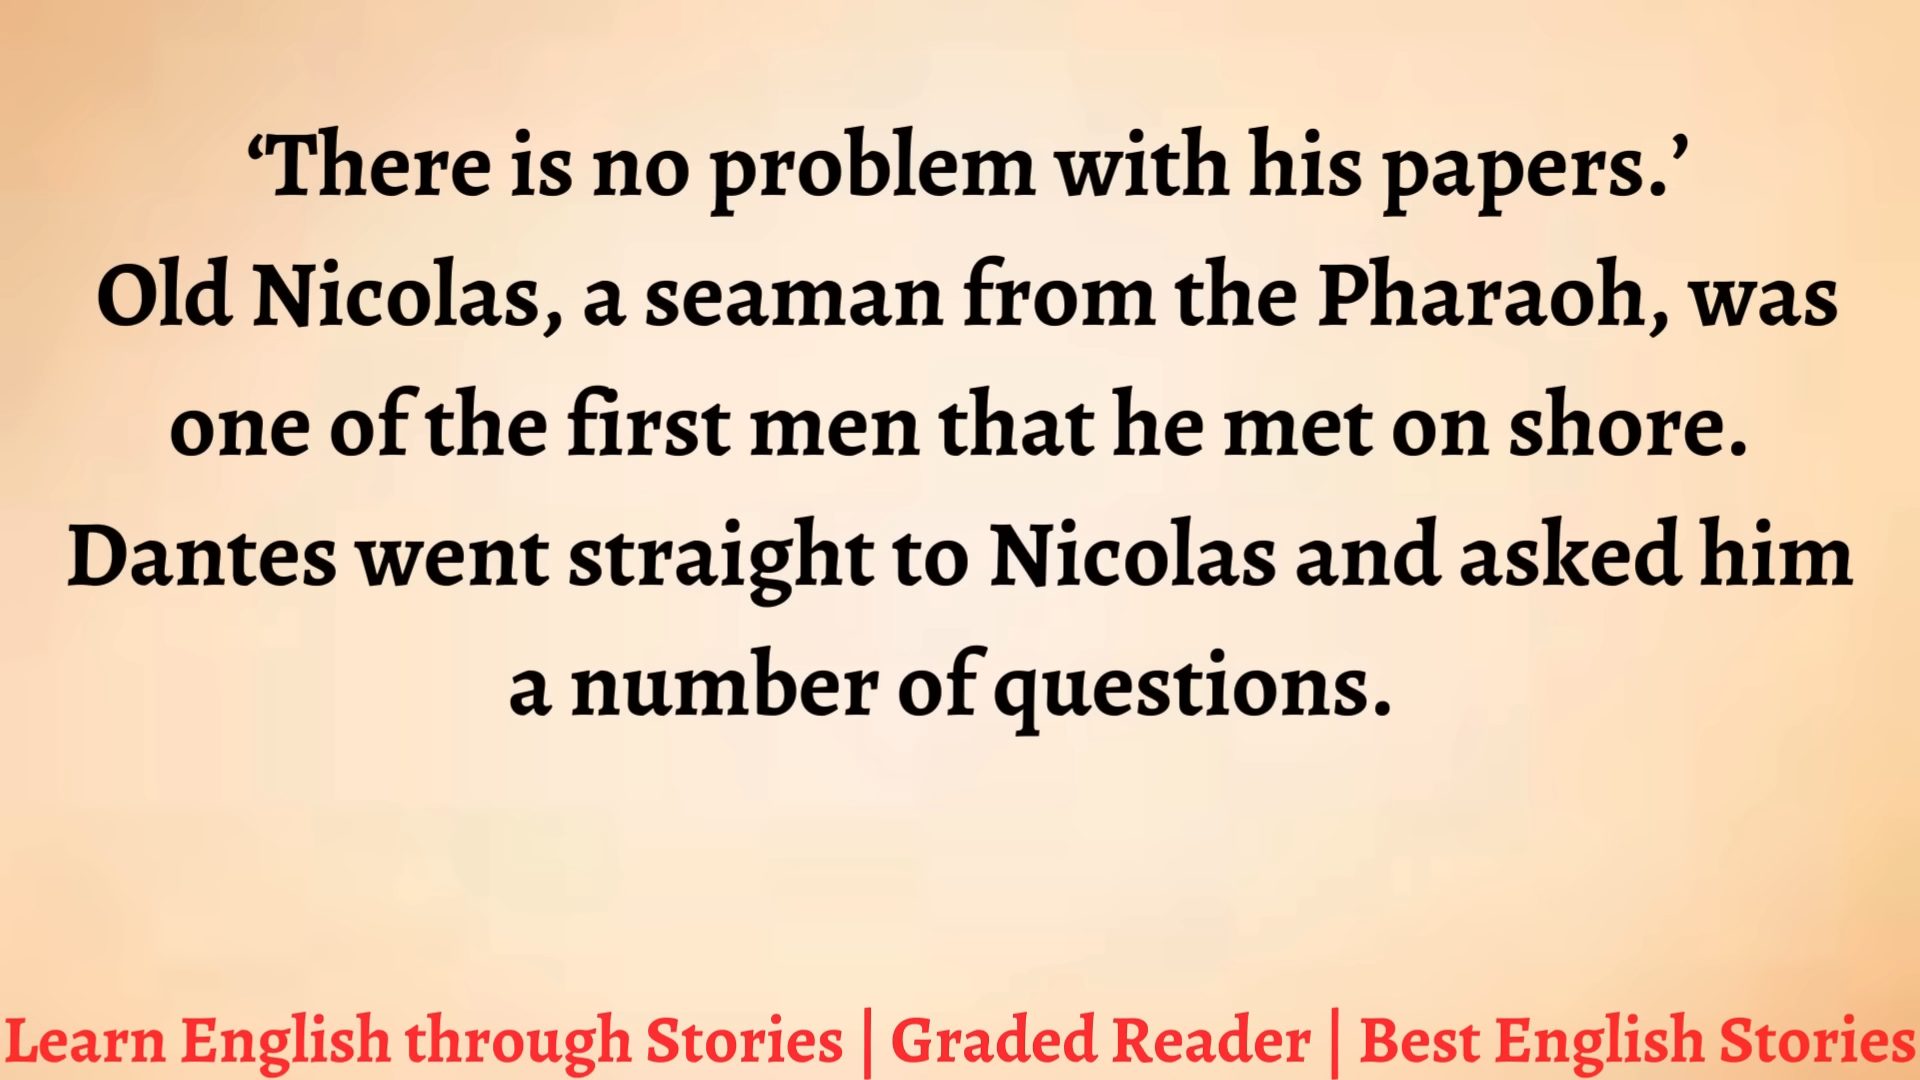 ‘There is no problem with his papers.’
Old Nicolas, a seaman from the Pharaoh, was
one of the first men that he met on shore.
Dantes went straight to Nicolas and asked him
a number of questions.
Learn English through Stories | Graded Reader | Best English Stories